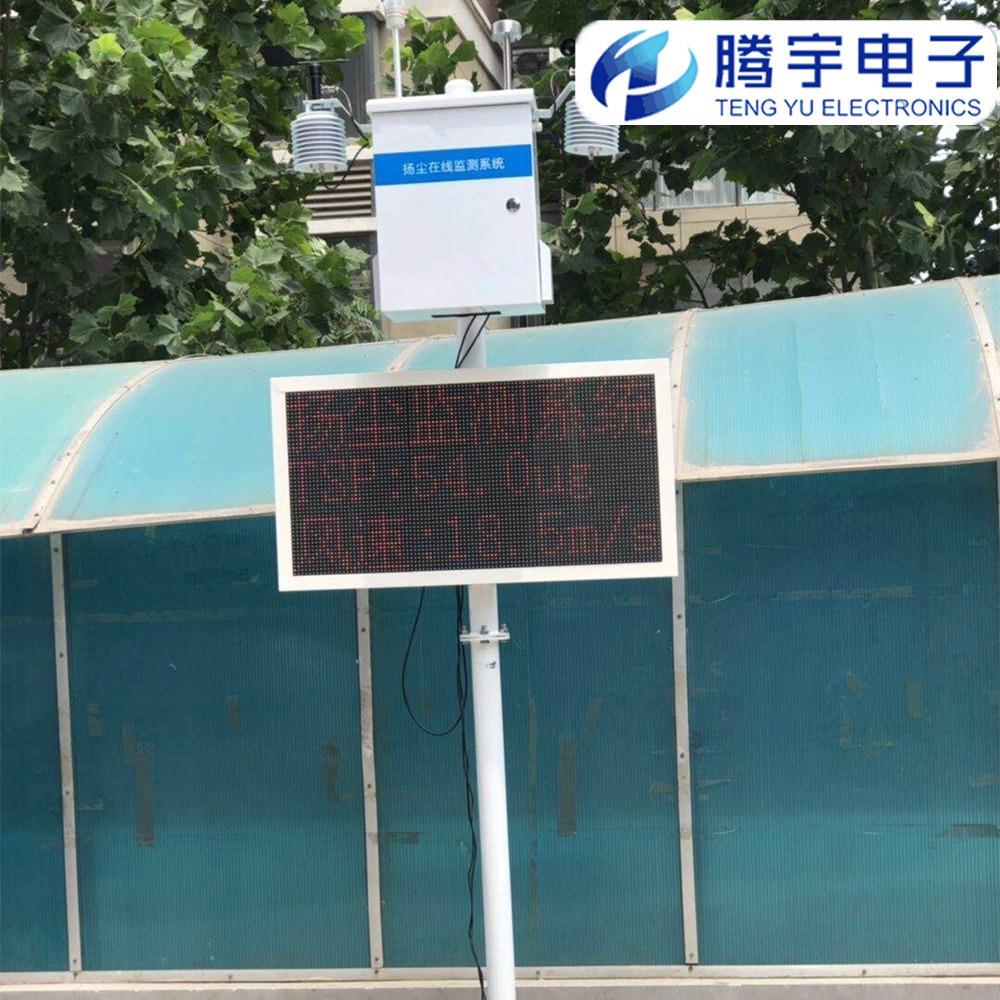 腾宇电子
TENG YU ELECTRONICS
扬尘在线监测系统
扬尘监测系统
TSP:54.0ug
风速:18.5m/s